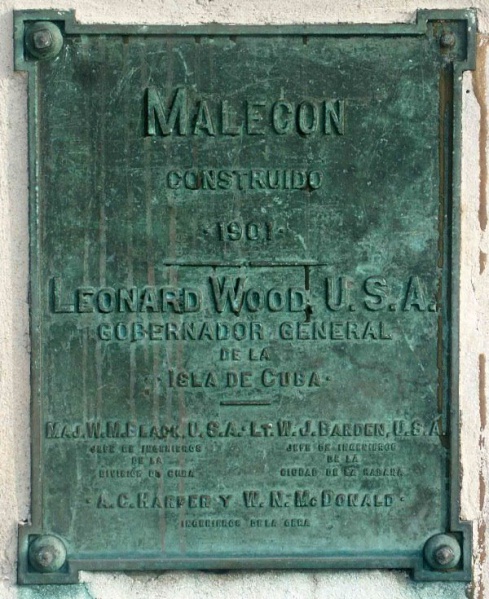 MALECON
CONSTRUIDO
·1901·
LEONARD WOOD, U.S.A.
GOBERNADOR GENERAL
DE LA
·ISLA DE CUBA·
MAJ. W. M. BLACK, U.S.A.· LT. W. J. BARDEN, U.S.A.
JEFE DE INGENIEROS JEFE DE INGENIEROS
DE LA DE LA
DIVISION DE CUBA CIUDAD DE LA HABANA
·A.C. HARPER Y W. N. MCDONALD·
INGENIEROS DE LA OBRA